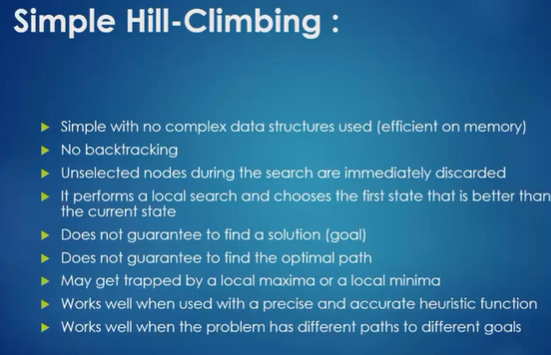 Simple Hill-Climbing :
Simple with no complex data structures used (efficient on memory)
No backtracking
Unselected nodes during the search are immediately discarded
It performs a local search and chooses the first state that is better than
the current state
Does not guarantee to find a solution (goal)
Does not guarantee to find the optimal path
May get trapped by a local maxima or a local minima
Works well when used with a precise and accurate heuristic function
Works well when the problem has different paths to different goals